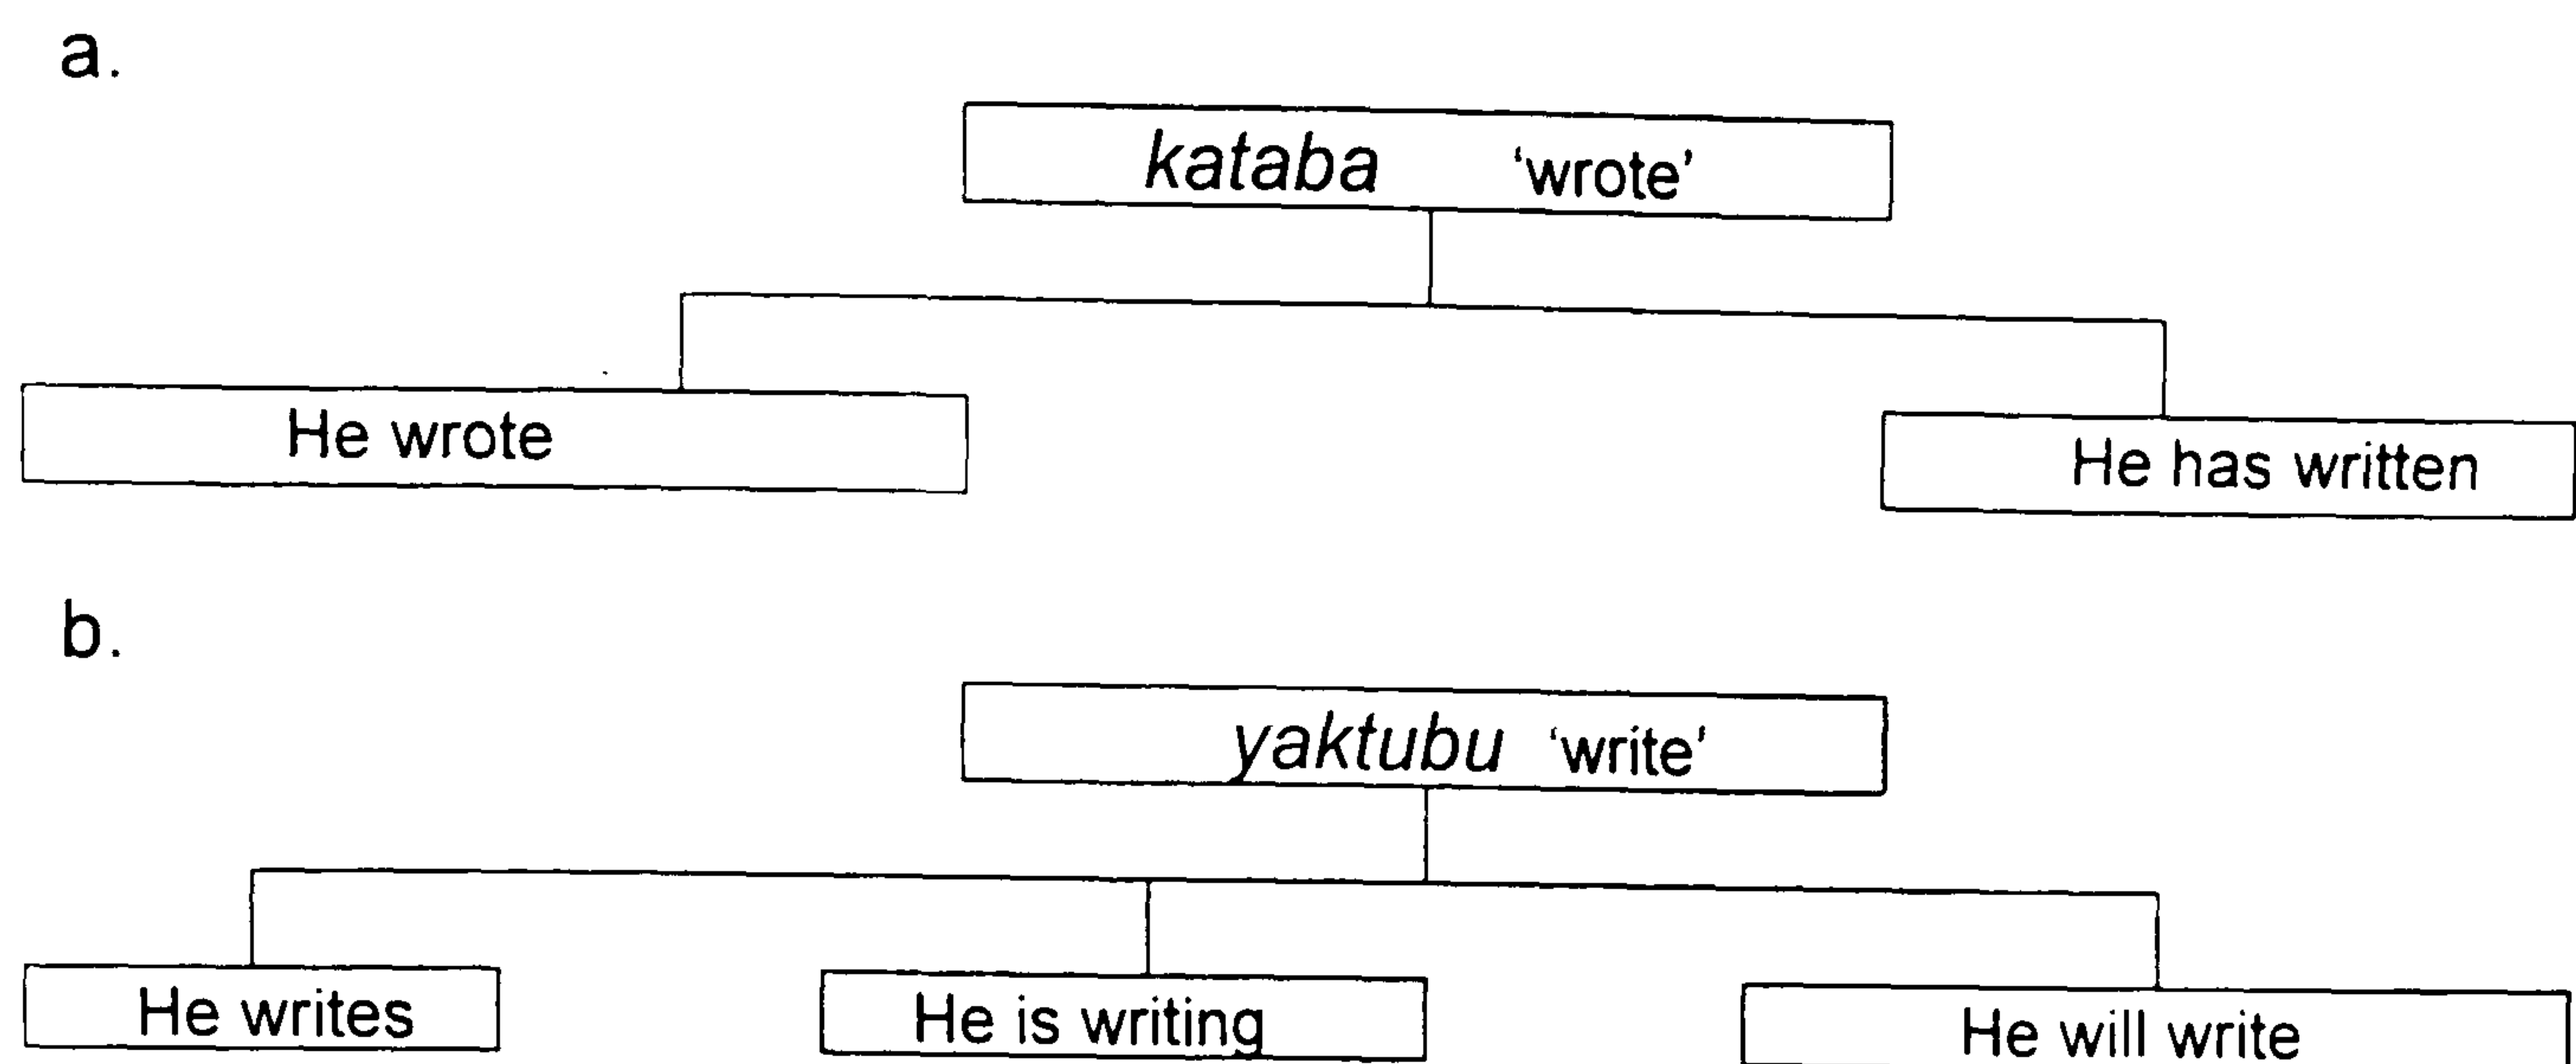 a.
kataba ‘wrote’
He wrote
He has written
b.
yaktubu ‘write’
He writes
He is writing
He will write